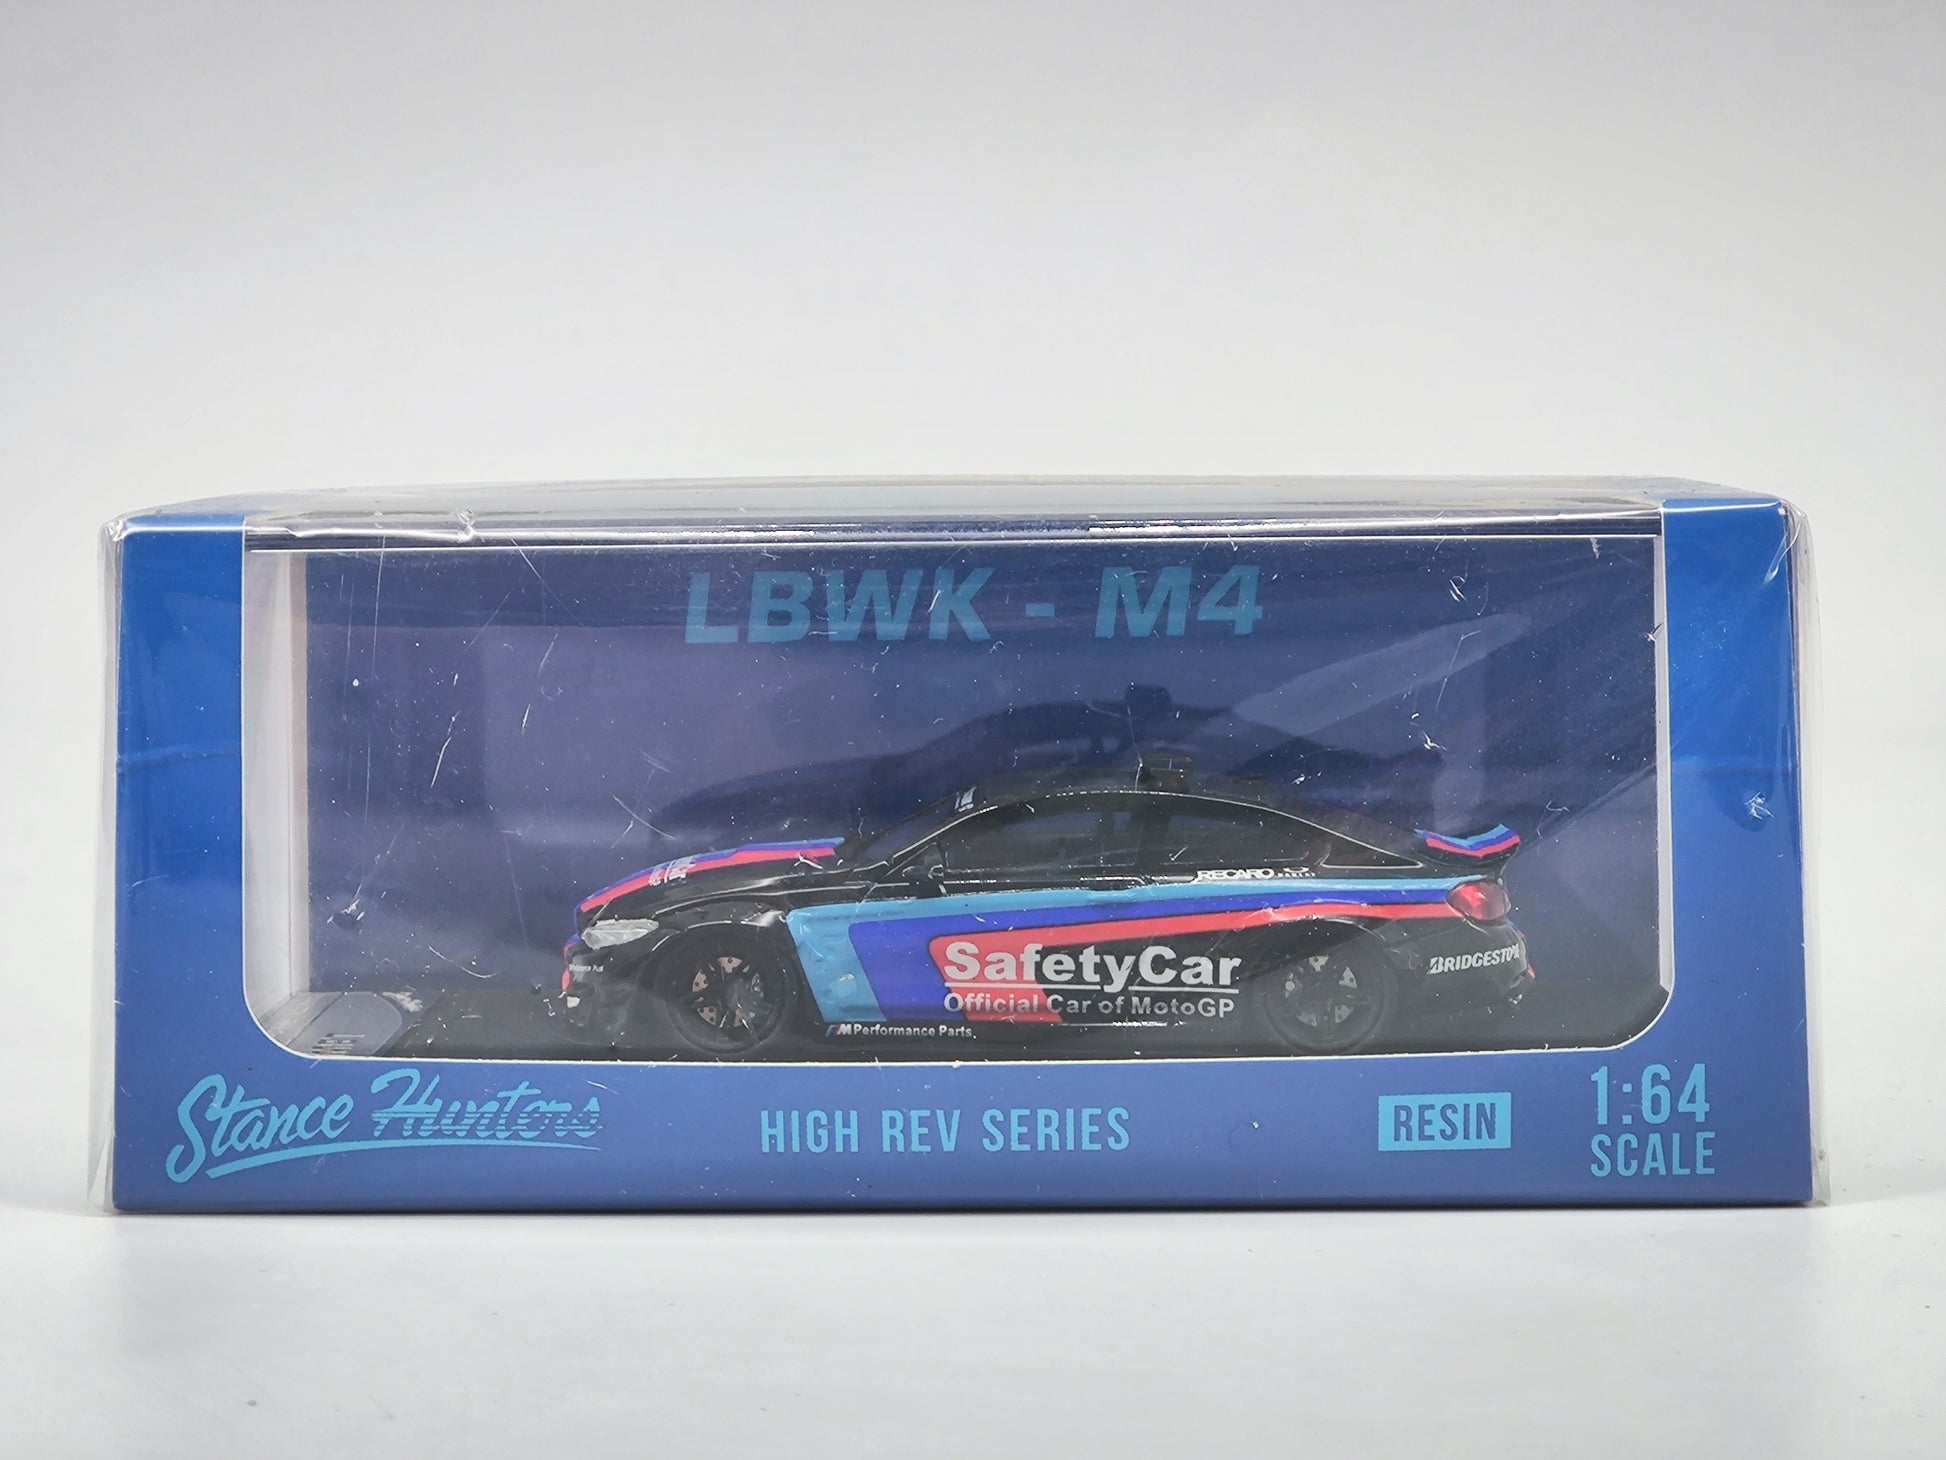 LBWK - M4
RECARO
SafetyCar
Official Car of MotoGP
BRIDGESTONE
M Performance Parts
Stance Hunters
HIGH REV SERIES
RESIN
1:64
SCALE